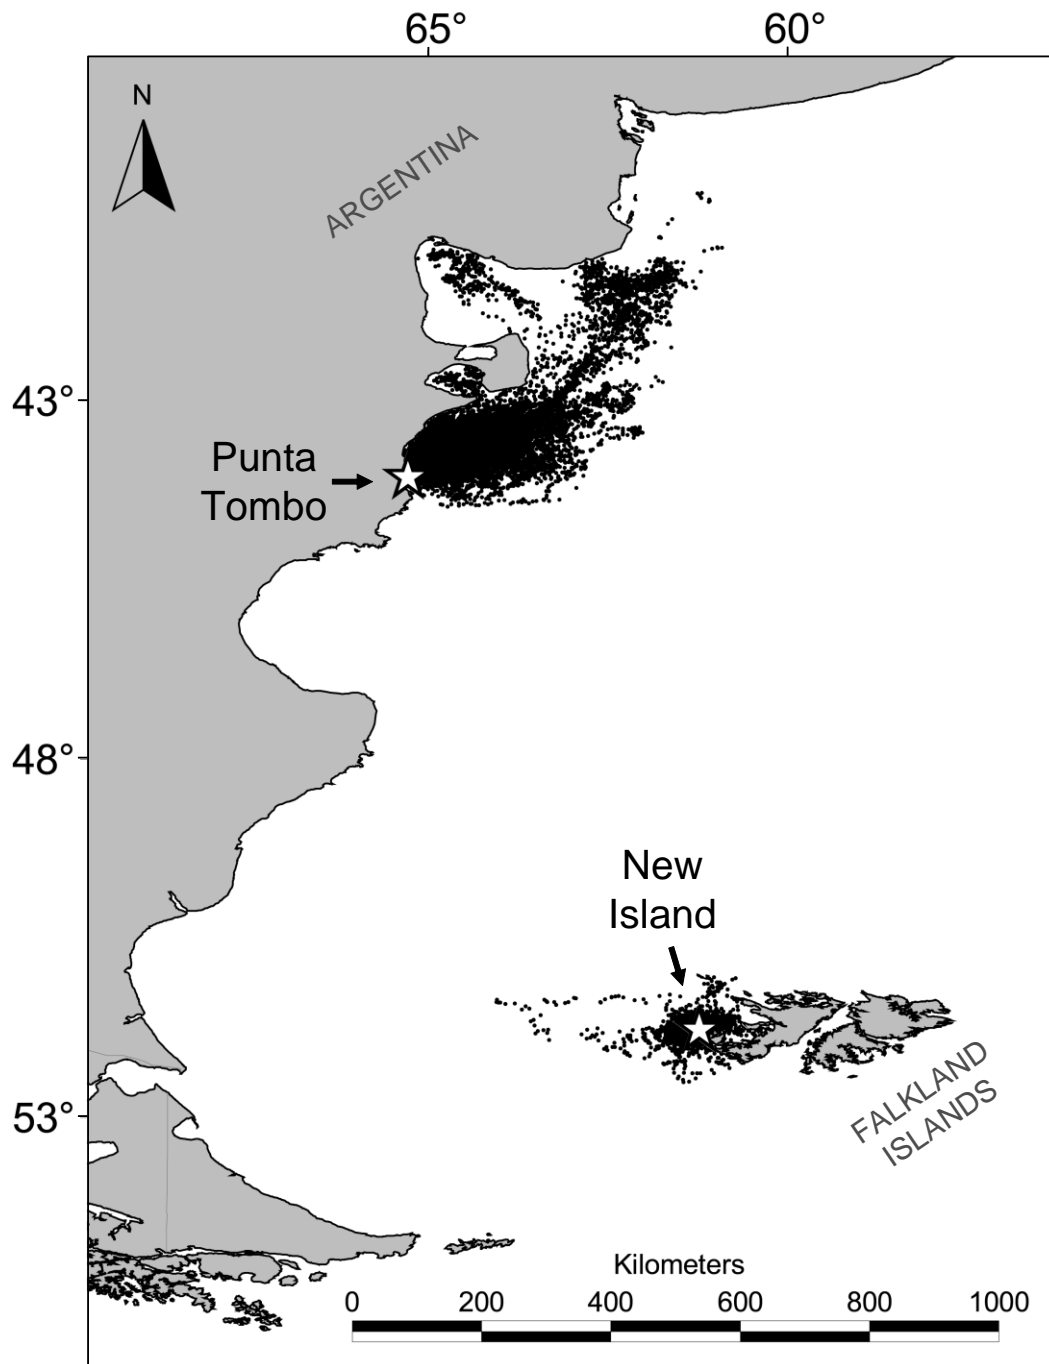 65° 60°
N
ARGENTINA
43°
Punta
Tombo
48°
New
Island
53°
FALKLAND
ISLANDS
Kilometers
0 200 400 600 800 1000